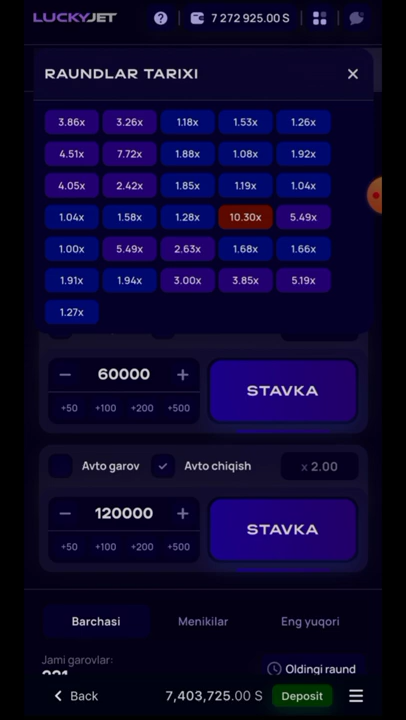 LUCKYJET ? 7 272 925.00 S
RAUNDLAR TARIXI ×
3.86x 3.26x 1.18x 1.53x 1.26x
4.51x 7.72x 1.88x 1.08x 1.92x
4.05x 2.42x 1.85x 1.19x 1.04x
1.04x 1.58x 1.28x 10.30x 5.49x
1.00x 5.49x 2.63x 1.68x 1.66x
1.91x 1.94x 3.00x 3.85x 5.19x
1.27x
− 60000 +
STAVKA
+50 +100 +200 +500
Avto garov Avto chiqish x 2.00
− 120000 +
STAVKA
+50 +100 +200 +500
Barchasi Menikilar Eng yuqori
Jami garovlar:
Oldingi raund
Back 7,403,725.00 S Deposit